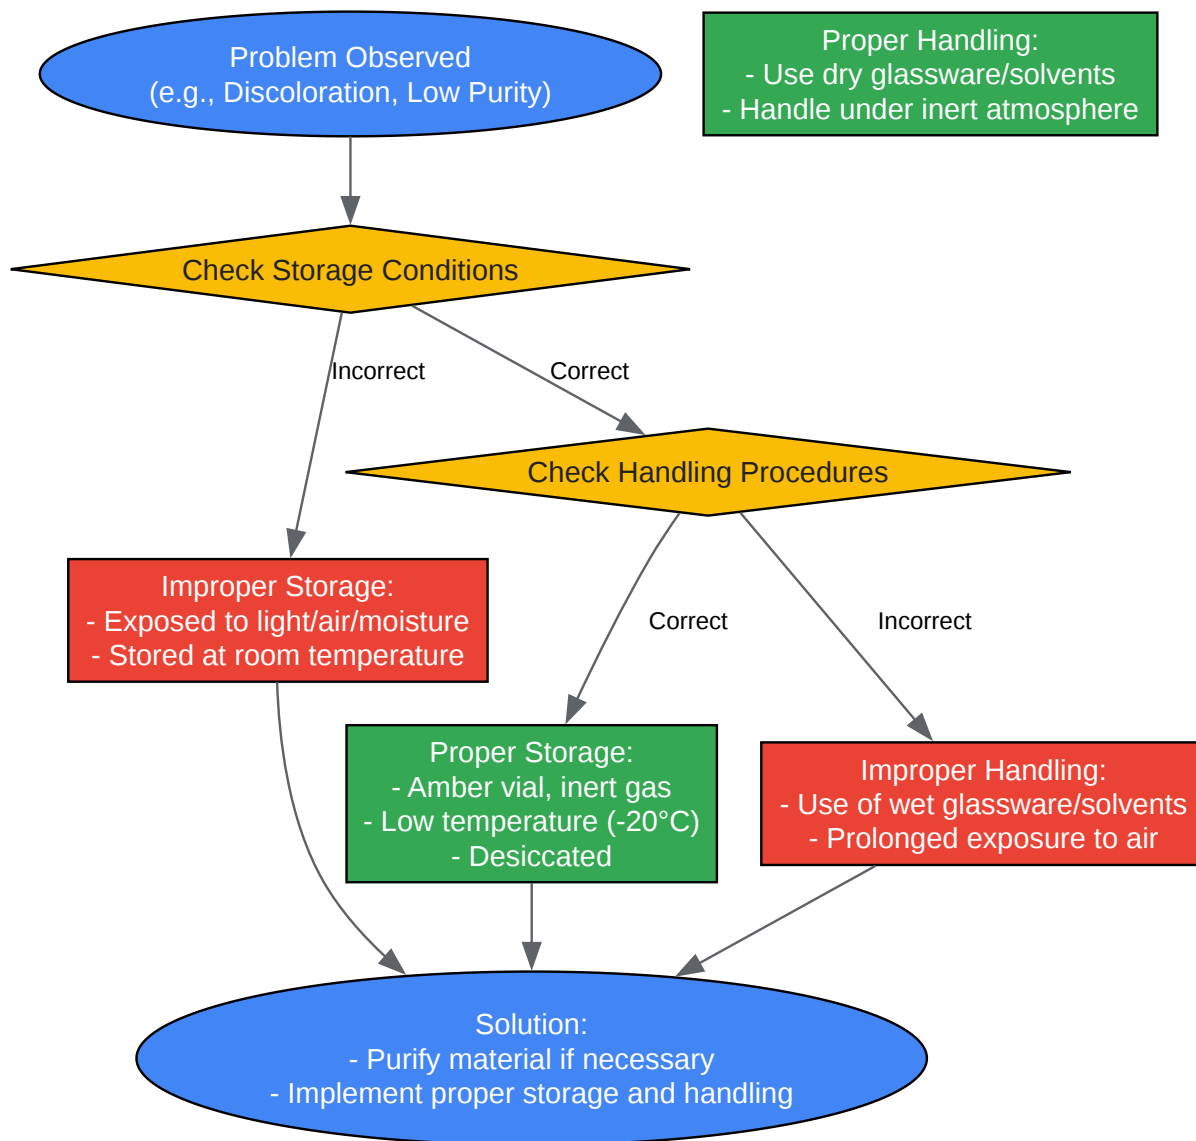 Problem Observed
(e.g., Discoloration, Low Purity)
Proper Handling:
- Use dry glassware/solvents
- Handle under inert atmosphere
Check Storage Conditions
Incorrect
Correct
Check Handling Procedures
Improper Storage:
- Exposed to light/air/moisture
- Stored at room temperature
Correct
Incorrect
Proper Storage:
- Amber vial, inert gas
- Low temperature (-20°C)
- Desiccated
Improper Handling:
- Use of wet glassware/solvents
- Prolonged exposure to air
Solution:
- Purify material if necessary
- Implement proper storage and handling